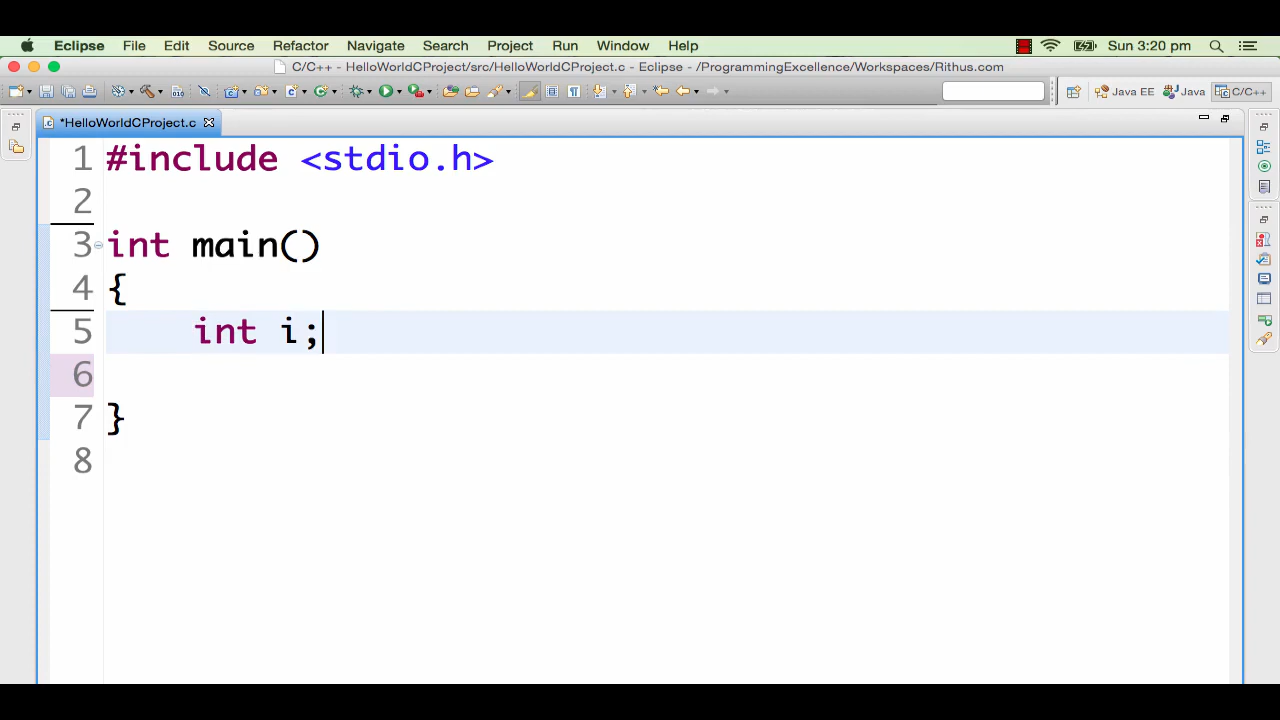 Eclipse File Edit Source Refactor Navigate Search Project Run Window Help Sun 3:20 pm
C/C++ - HelloWorldCProject/src/HelloWorldCProject.c - Eclipse - /ProgrammingExcellence/Workspaces/Rithus.com
Java EE Java C/C++
*HelloWorldCProject.c
1 #include <stdio.h>
2
3 int main()
4 {
5     int i;
6
7 }
8